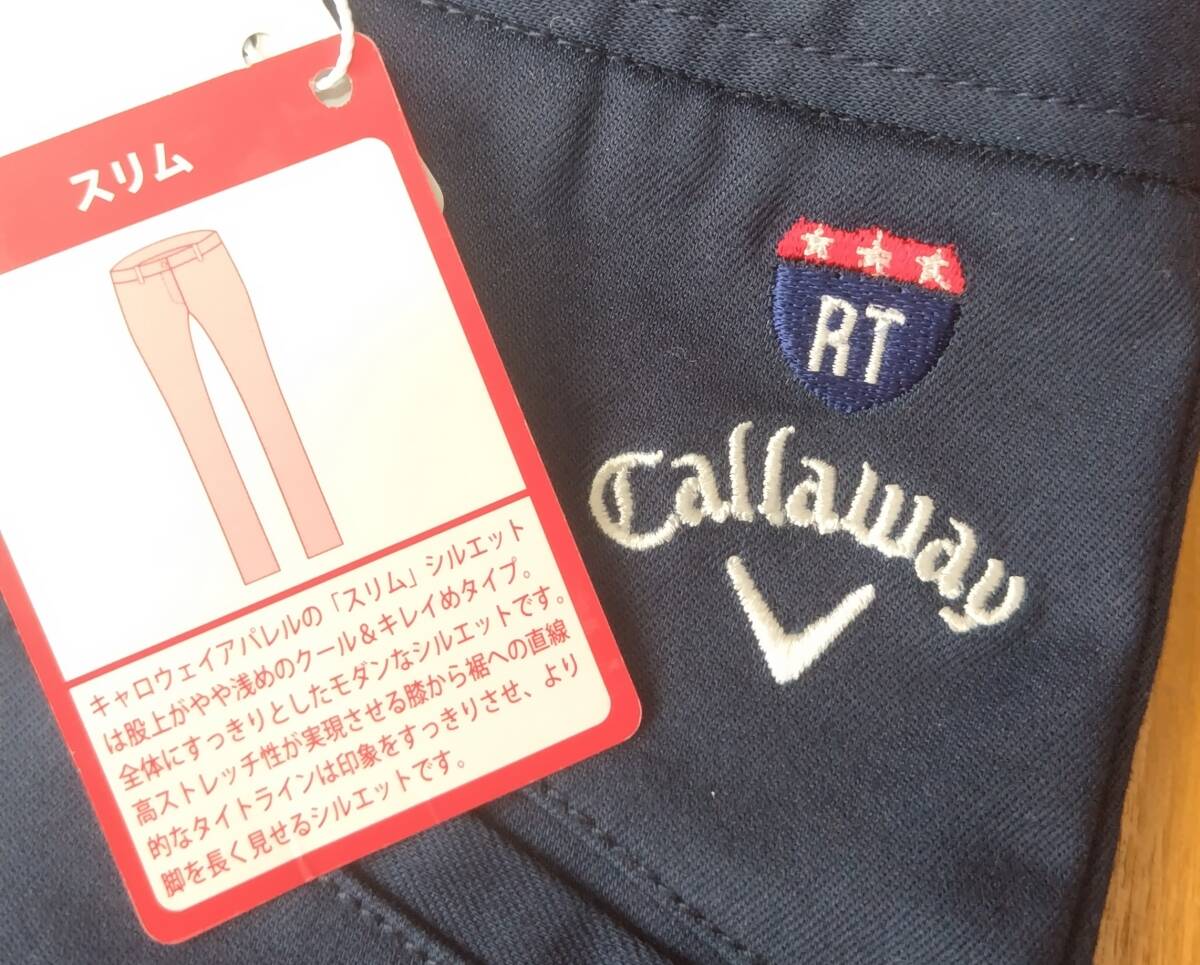 スリム
キャロウェイアパレルの「スリム」シルエット
は股上がやや浅めのクール＆キレイめタイプ。
全体にすっきりとしたモダンなシルエットです。
高ストレッチ性が実現させる膝から裾への直線
的なタイトラインは印象をすっきりさせ、より
脚を長く見せるシルエットです。
RT
Callaway